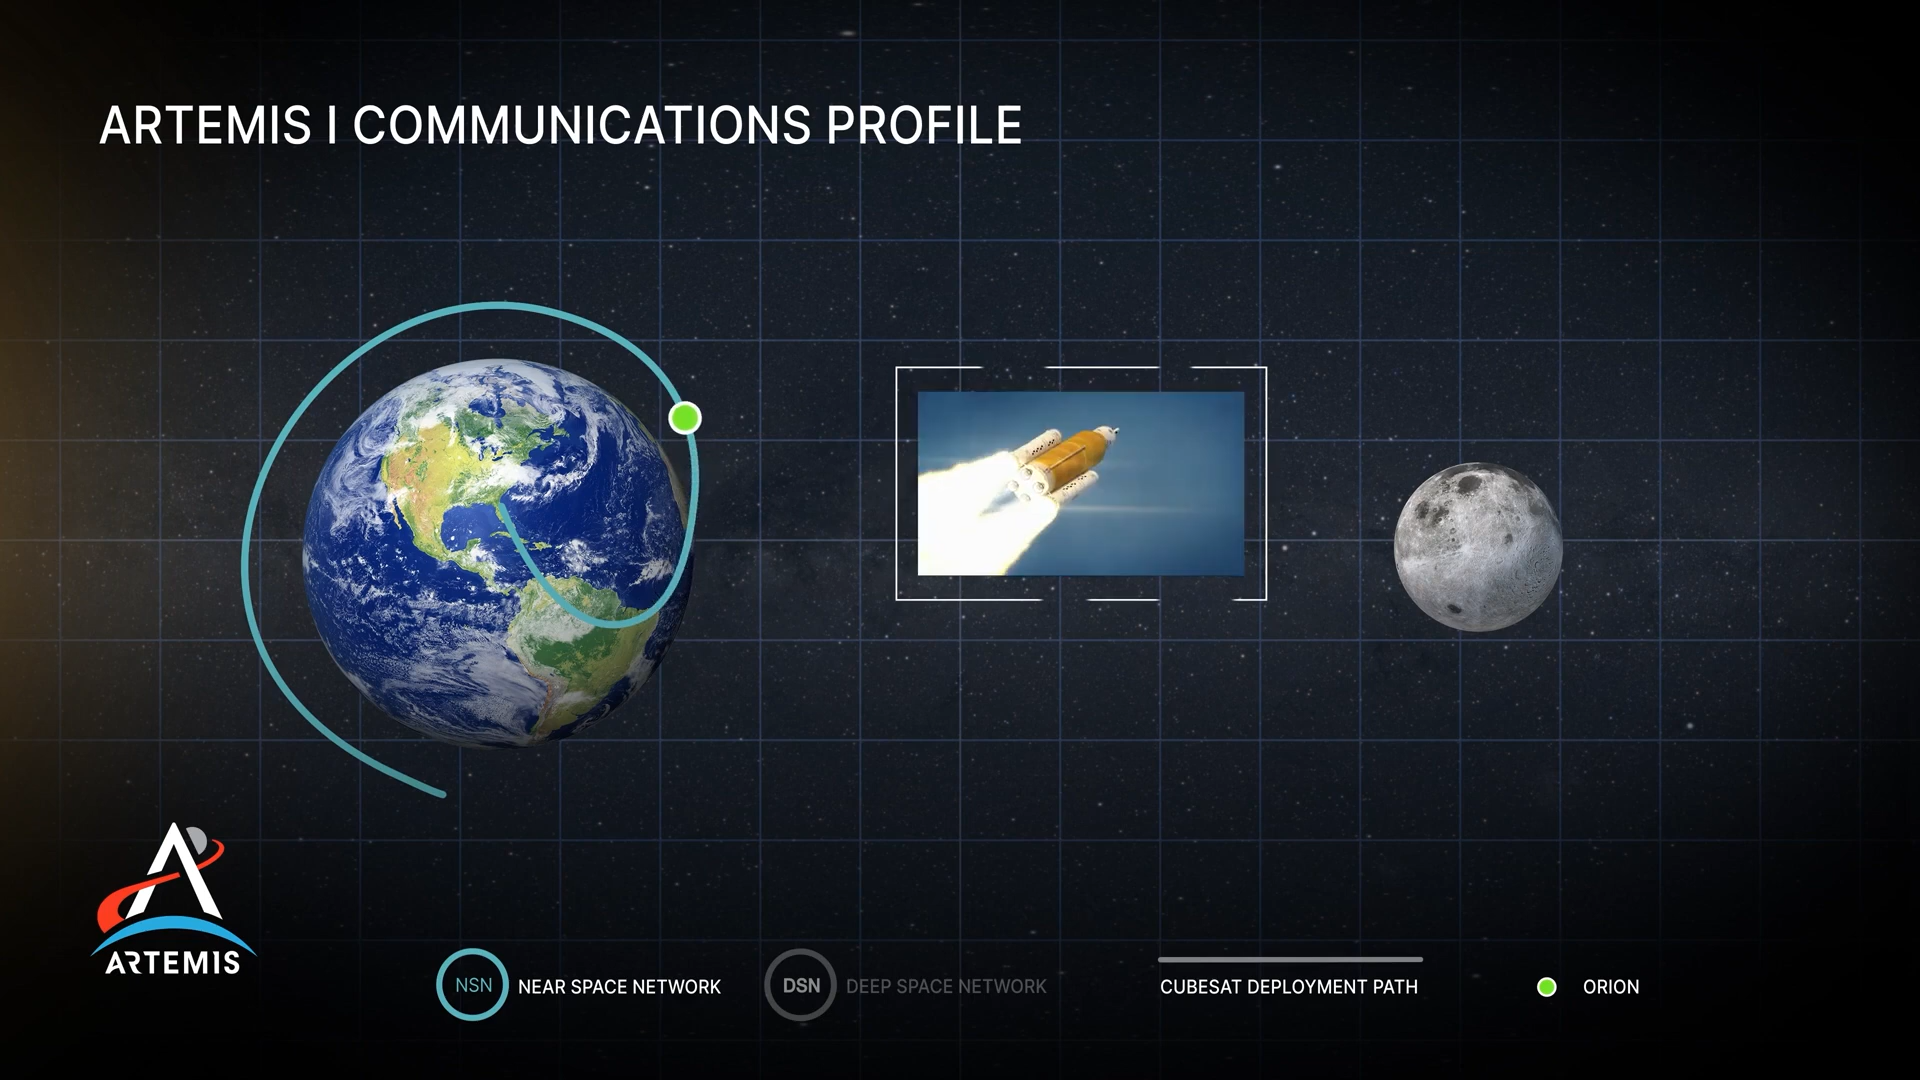 ARTEMIS I COMMUNICATIONS PROFILE
ARTEMIS
NSN NEAR SPACE NETWORK
DSN DEEP SPACE NETWORK
CUBESAT DEPLOYMENT PATH
ORION